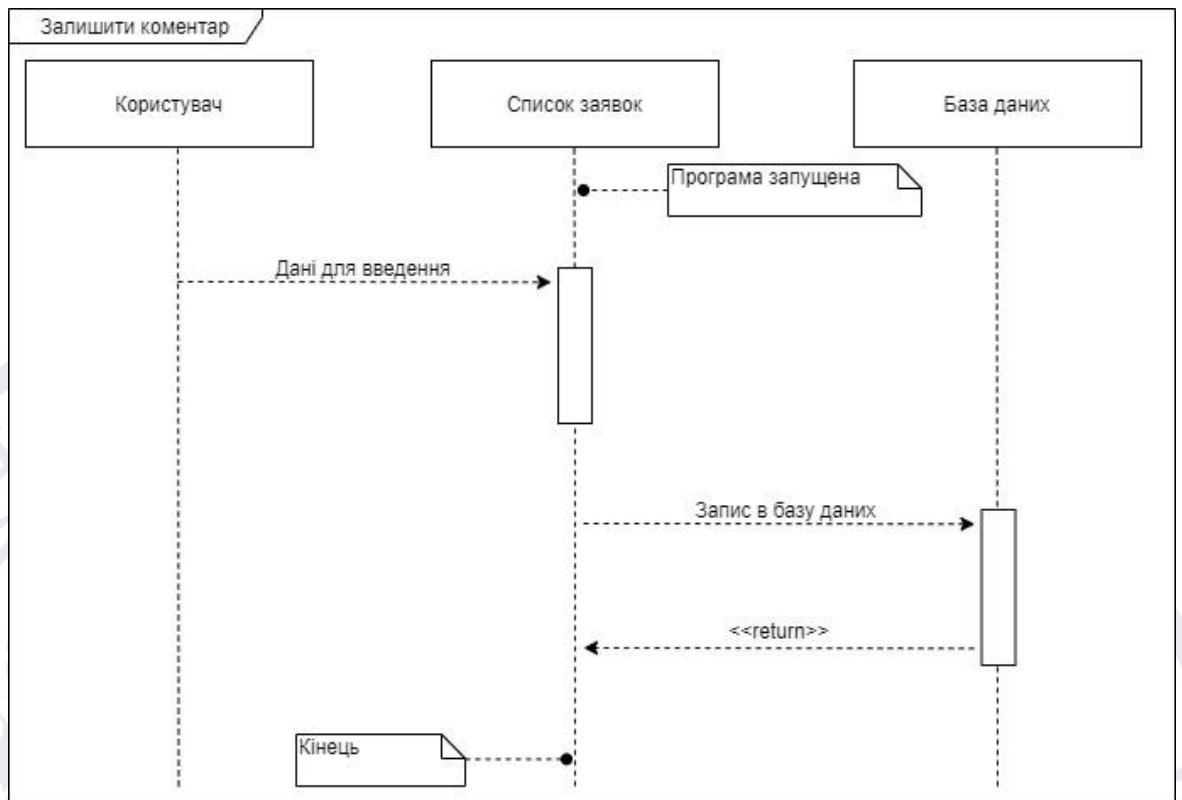 Залишити коментар
Користувач
Список заявок
База даних
Програма запущена
Дані для введення
Запис в базу даних
<<return>>
Кінець